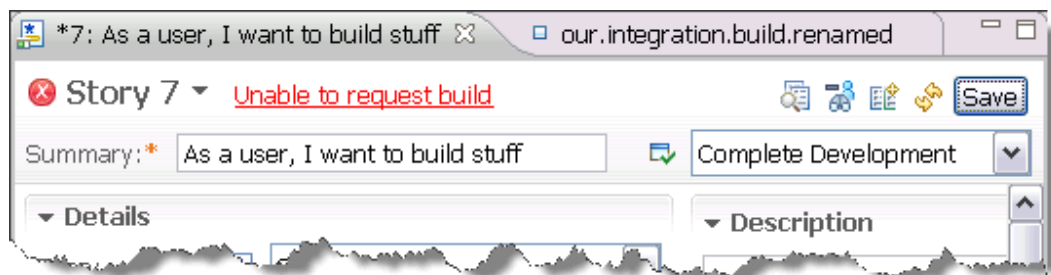 *7: As a user, I want to build stuff our.integration.build.renamed
Story 7 Unable to request build Save
Summary:* As a user, I want to build stuff Complete Development
Details Description